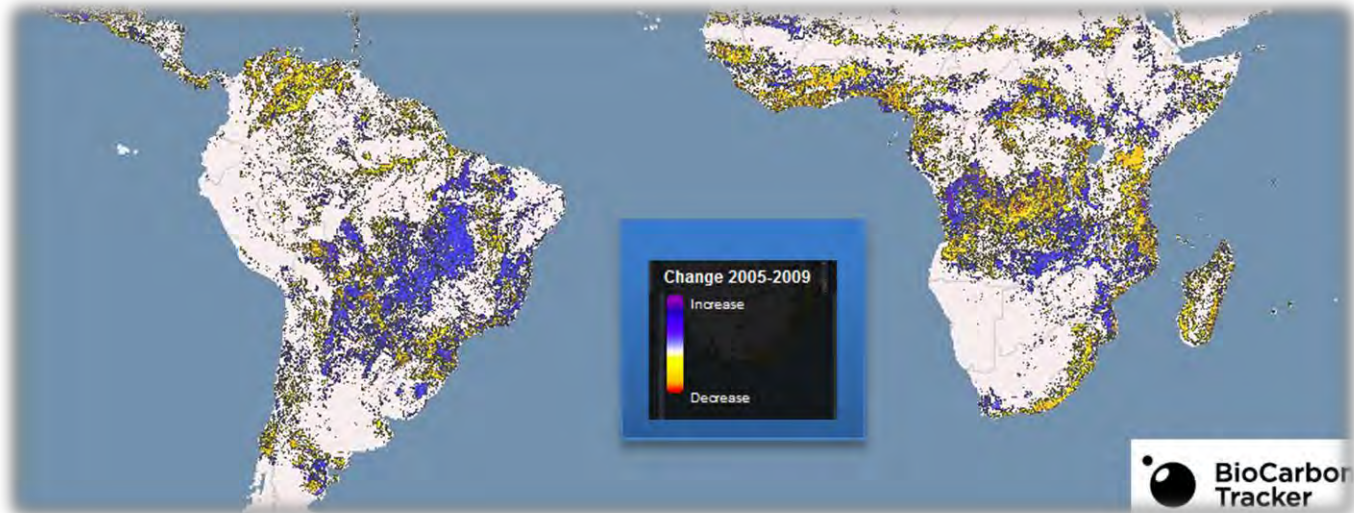 Change 2005-2009
Increase
Decrease
BioCarbon
Tracker